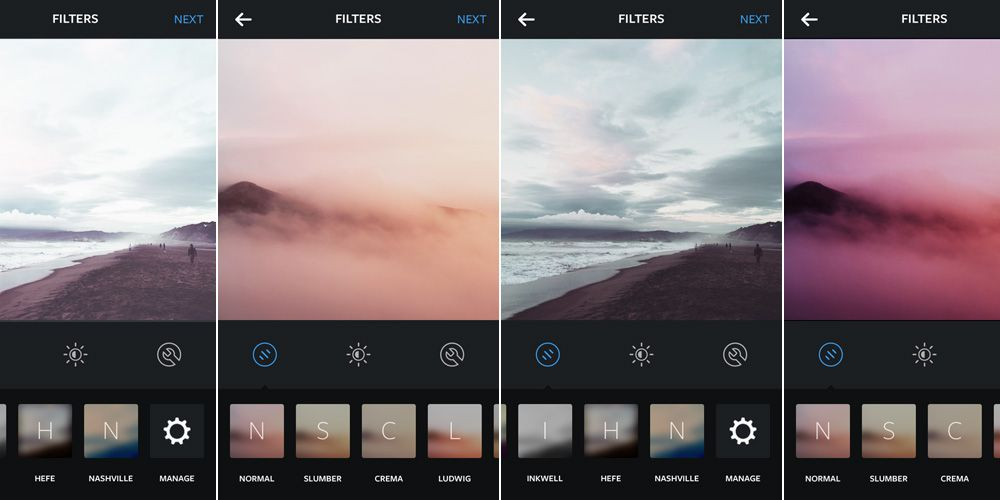 FILTERS NEXT
H N
HEFE NASHVILLE MANAGE
FILTERS NEXT
N S C L
NORMAL SLUMBER CREMA LUDWIG
FILTERS NEXT
I H N
INKWELL HEFE NASHVILLE MANAGE
FILTERS
N S C
NORMAL SLUMBER CREMA